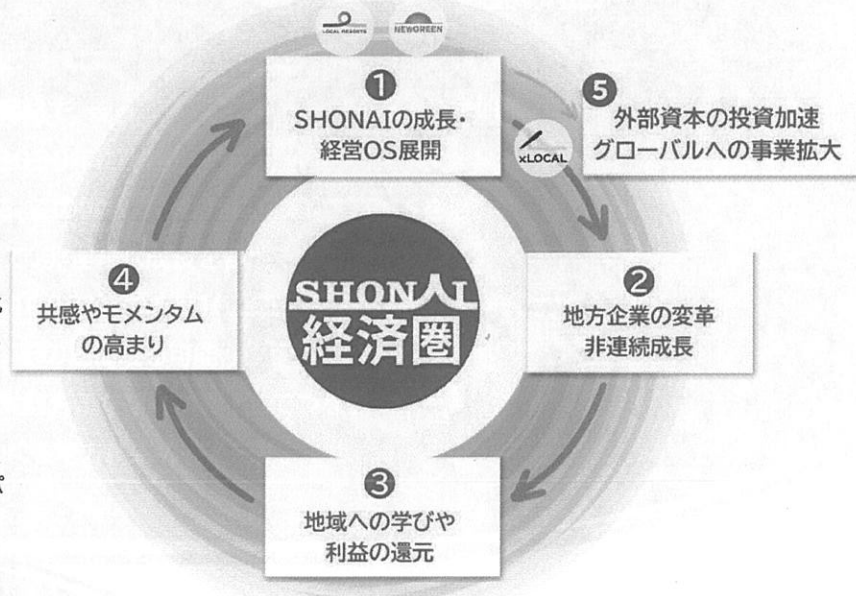 LOCAL RESORTS
NEWGREEN
❶
SHONAIの成長・
経営OS展開
❺
外部資本の投資加速
グローバルへの事業拡大
xLOCAL
❹
共感やモメンタム
の高まり
SHONAI
経済圏
❷
地方企業の変革
非連続成長
❸
地域への学びや
利益の還元